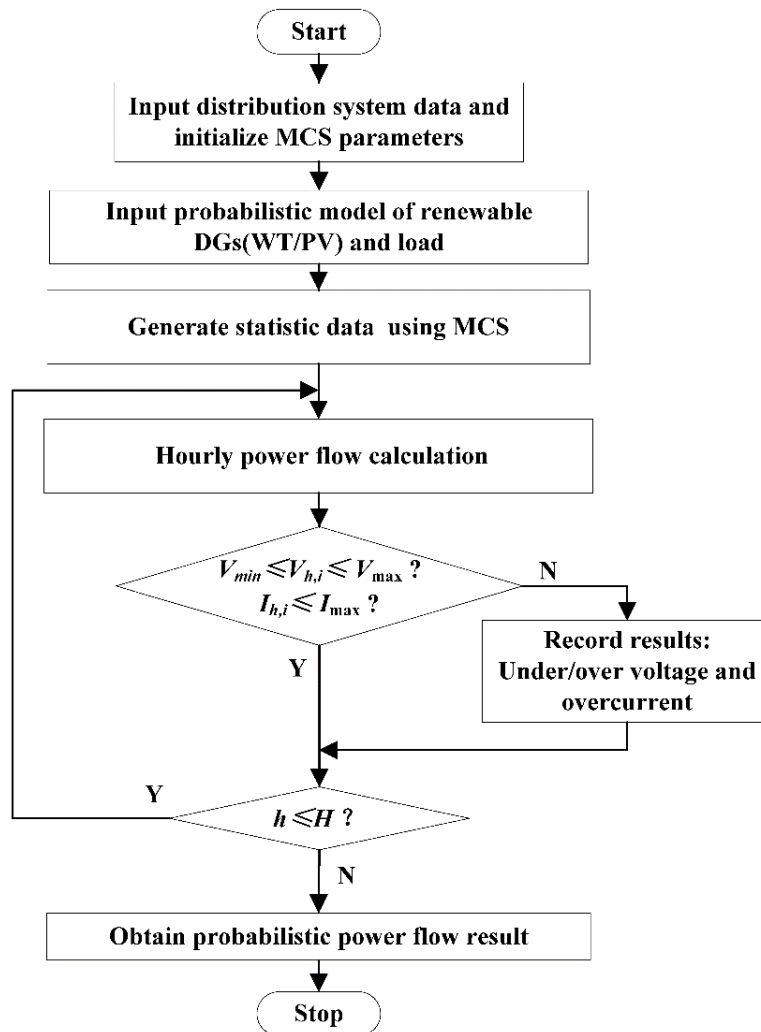 Start
Input distribution system data and
initialize MCS parameters
Input probabilistic model of renewable
DGs(WT/PV) and load
Generate statistic data using MCS
Hourly power flow calculation
V_min ≤ V_h,i ≤ V_max ?
I_h,i ≤ I_max ?
N
Record results:
Under/over voltage and
overcurrent
Y
Y
h ≤ H ?
N
Obtain probabilistic power flow result
Stop